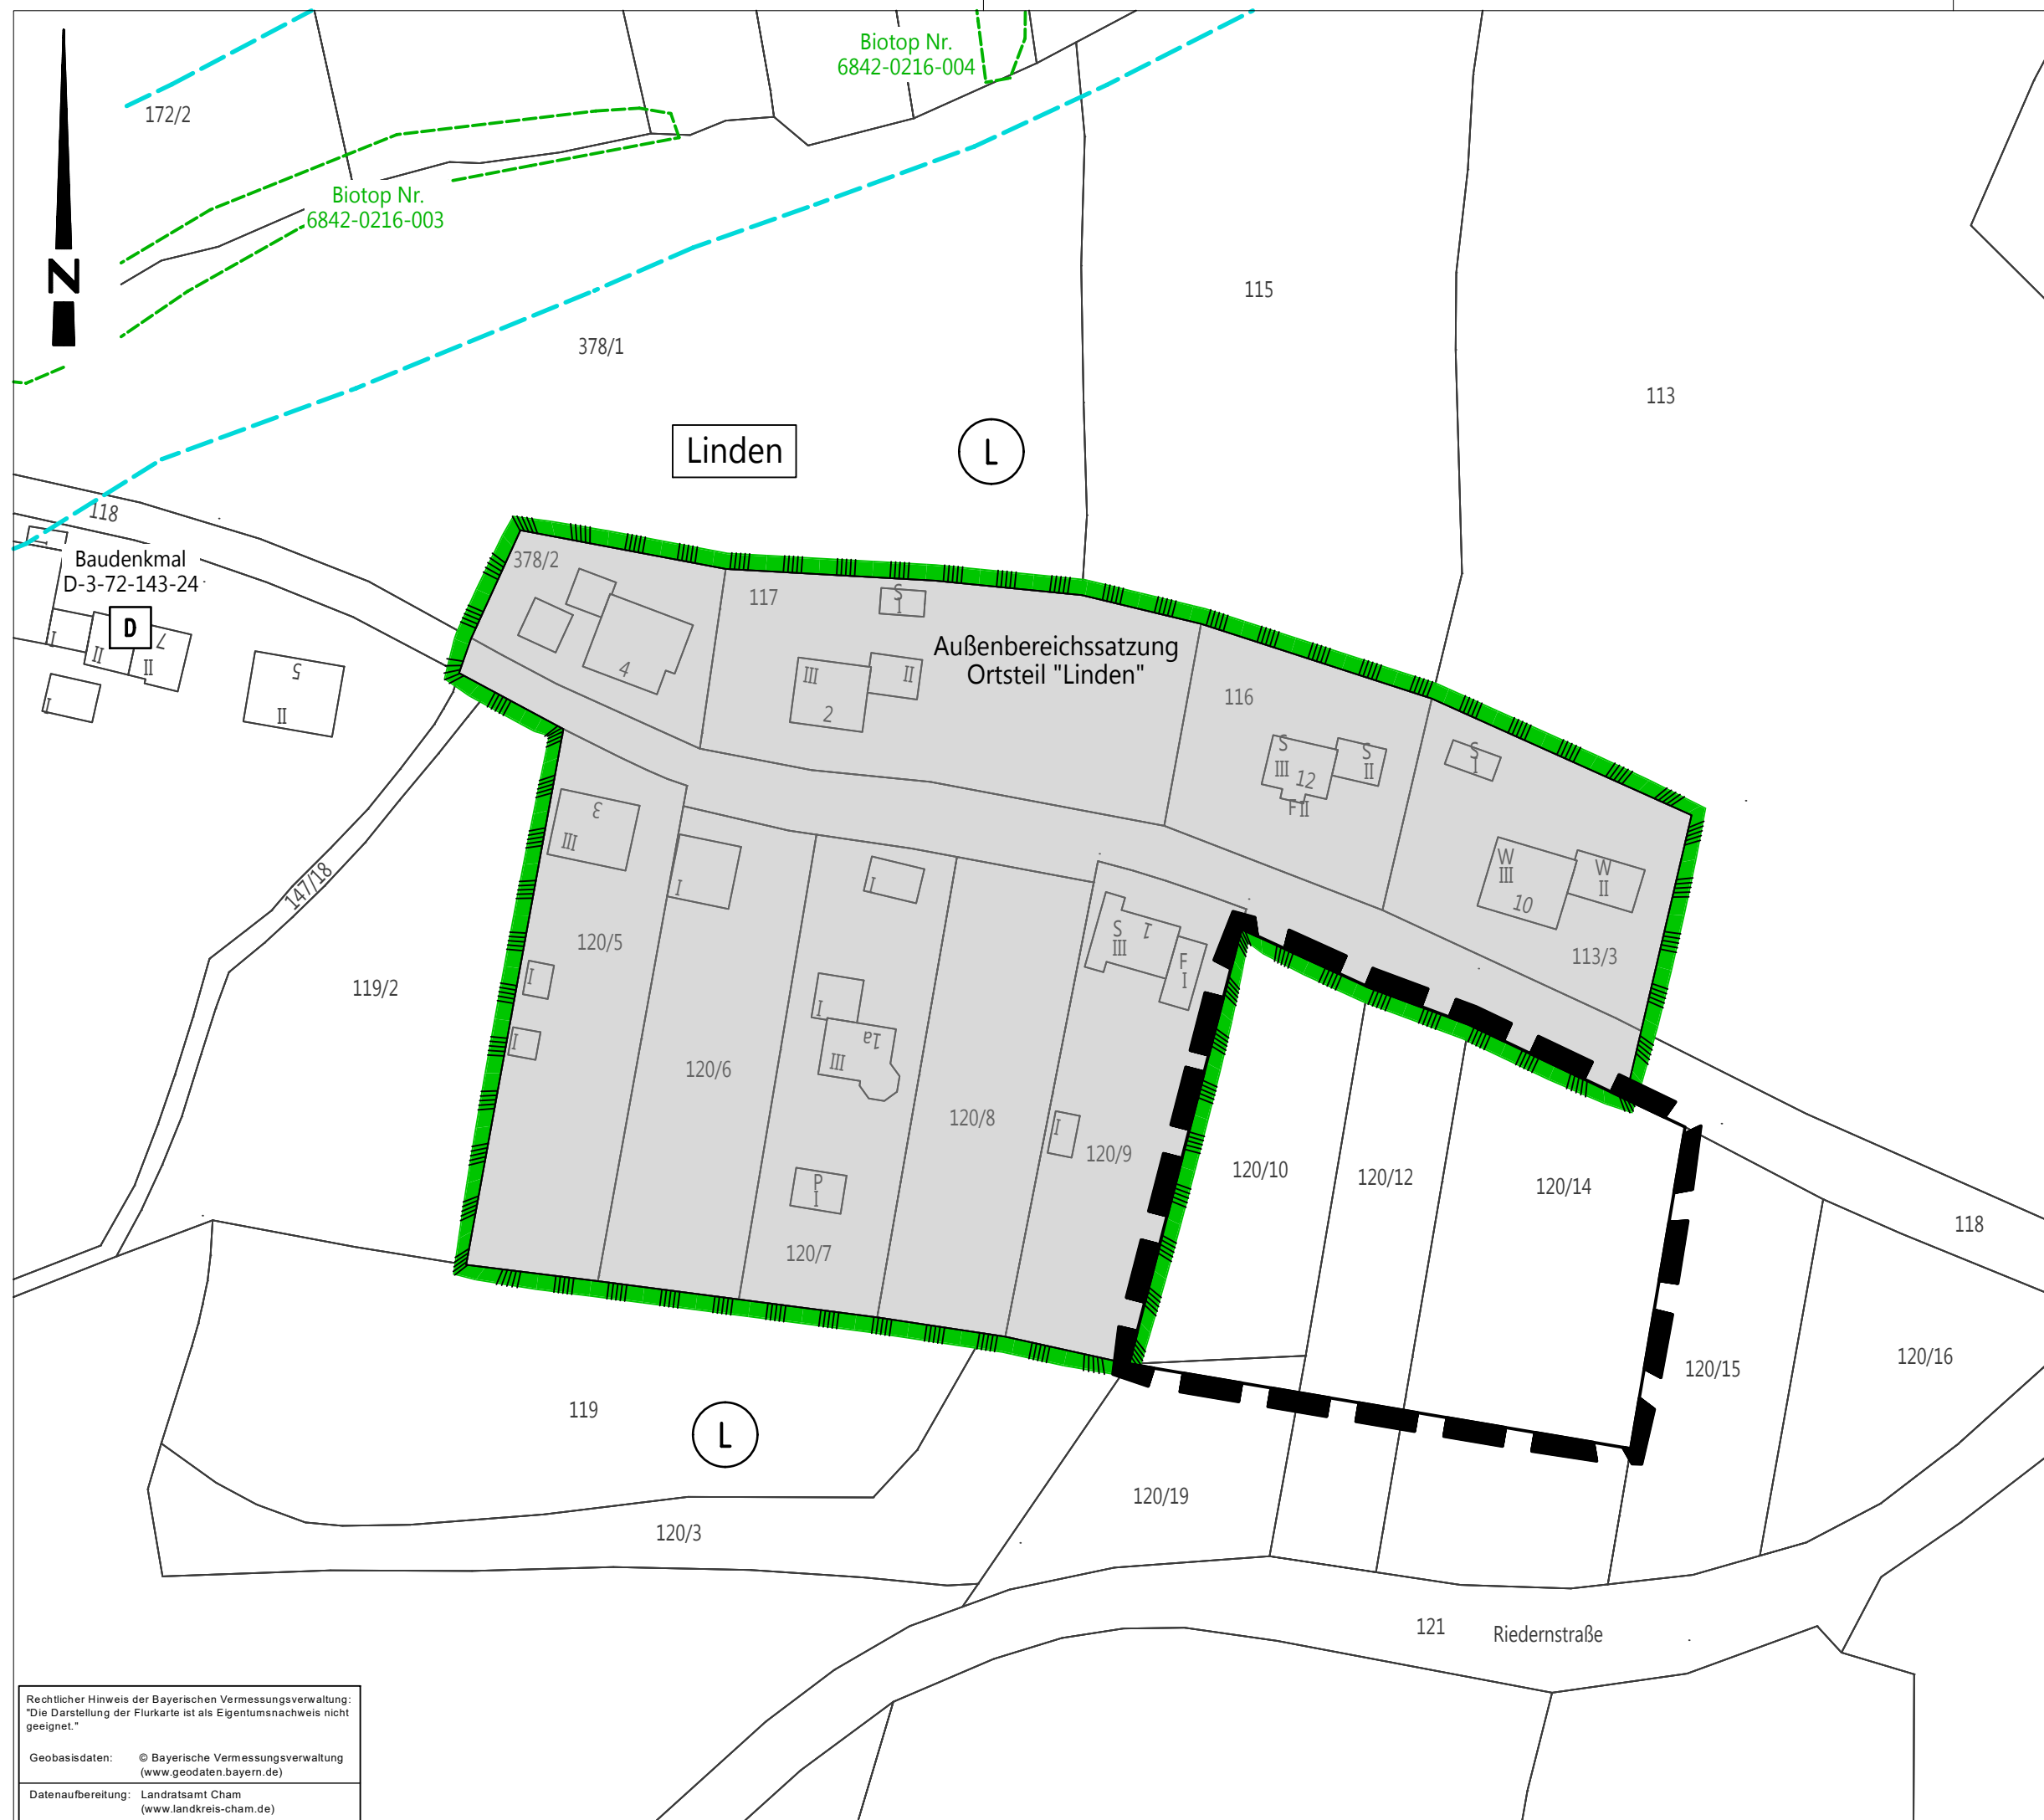 Biotop Nr.
6842-0216-004
172/2
Biotop Nr.
6842-0216-003
N
115
378/1
113
Linden
L
118
Baudenkmal
D-3-72-143-24
D
I
II
7
II
I
5
II
378/2
4
117
S
I
III
2
II
Außenbereichssatzung
Ortsteil "Linden"
116
S
III
12
S
II
F II
S
I
W
III
10
W
II
113/3
3
III
I
I
147/18
120/5
119/2
I
I
120/6
I
1a
III
P
I
120/7
120/8
S
III
1
F
I
I
120/9
120/10
120/12
120/14
118
120/15
120/16
119
L
120/3
120/19
121
Riedernstraße
Rechtlicher Hinweis der Bayerischen Vermessungsverwaltung:
"Die Darstellung der Flurkarte ist als Eigentumsnachweis nicht
geeignet."
Geobasisdaten: © Bayerische Vermessungsverwaltung
(www.geodaten.bayern.de)
Datenaufbereitung: Landratsamt Cham
(www.landkreis-cham.de)